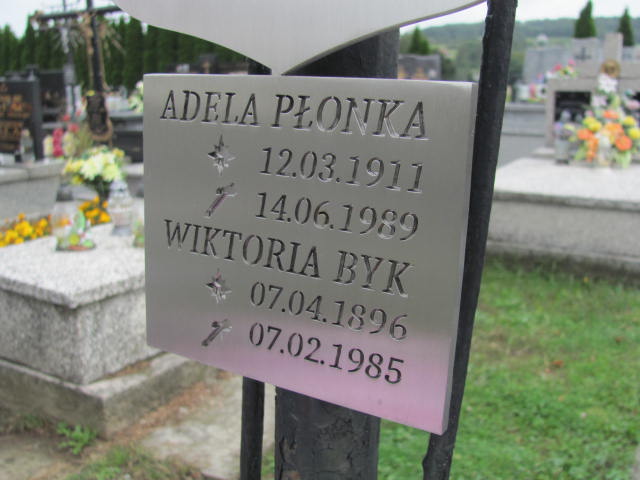 ADELA PŁONKA
12.03.1911
14.06.1989
WIKTORIA BYK
07.04.1896
07.02.1985